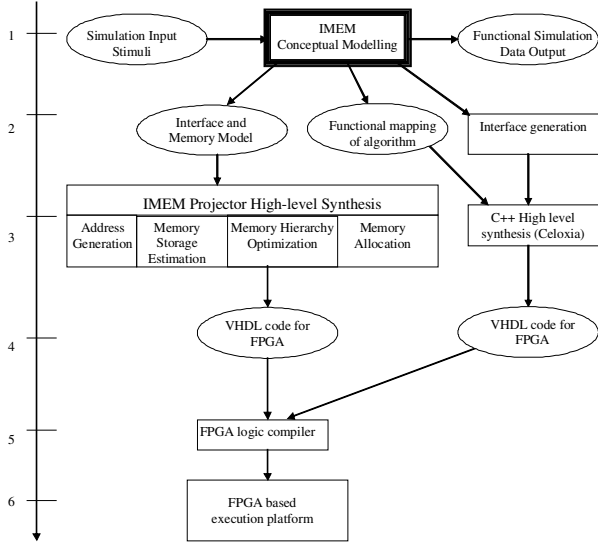 1
Simulation Input
Stimuli
IMEM
Conceptual Modelling
Functional Simulation
Data Output
2
Interface and
Memory Model
Functional mapping
of algorithm
Interface generation
IMEM Projector High-level Synthesis
3
Address
Generation
Memory
Storage
Estimation
Memory Hierarchy
Optimization
Memory
Allocation
C++ High level
synthesis (Celoxia)
4
VHDL code for
FPGA
VHDL code for
FPGA
5
FPGA logic compiler
6
FPGA based
execution platform